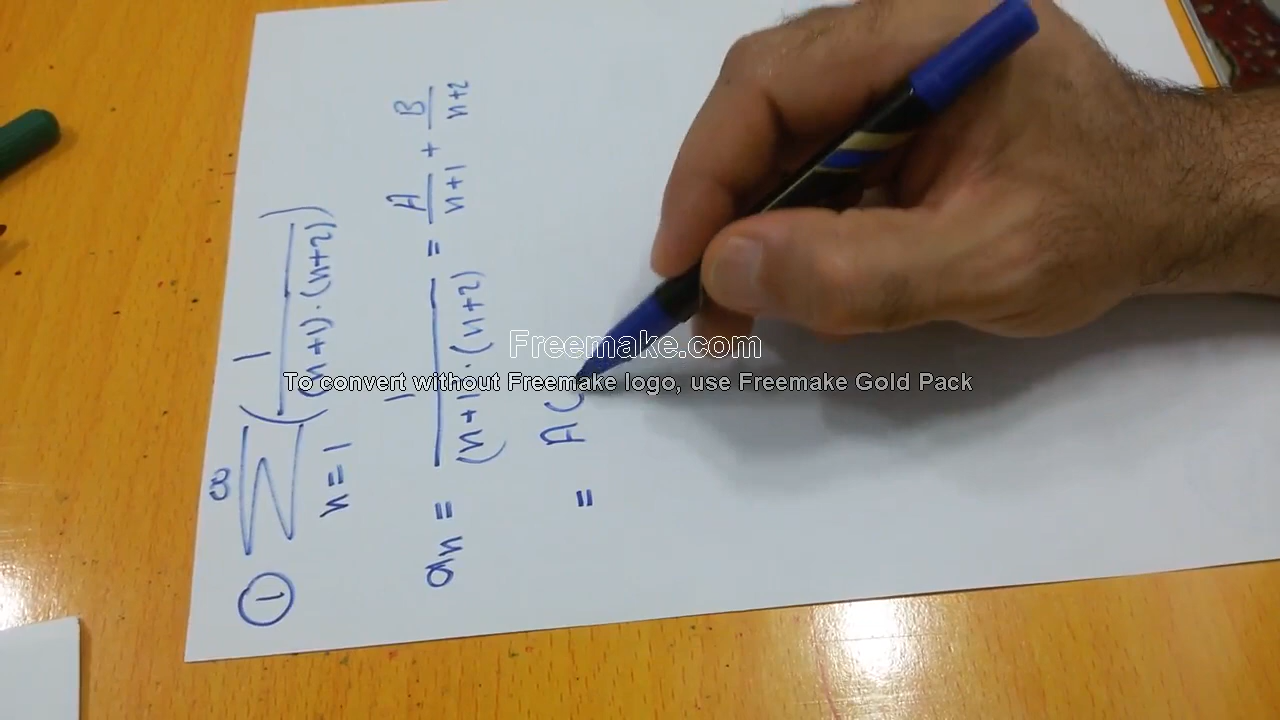 ① ∞ ∑ n=1 ( 1 / (n+1)·(n+2) )
an = 1 / (n+1)·(n+2) = A / n+1 + B / n+2
= A(
Freemake.com
To convert without Freemake logo, use Freemake Gold Pack